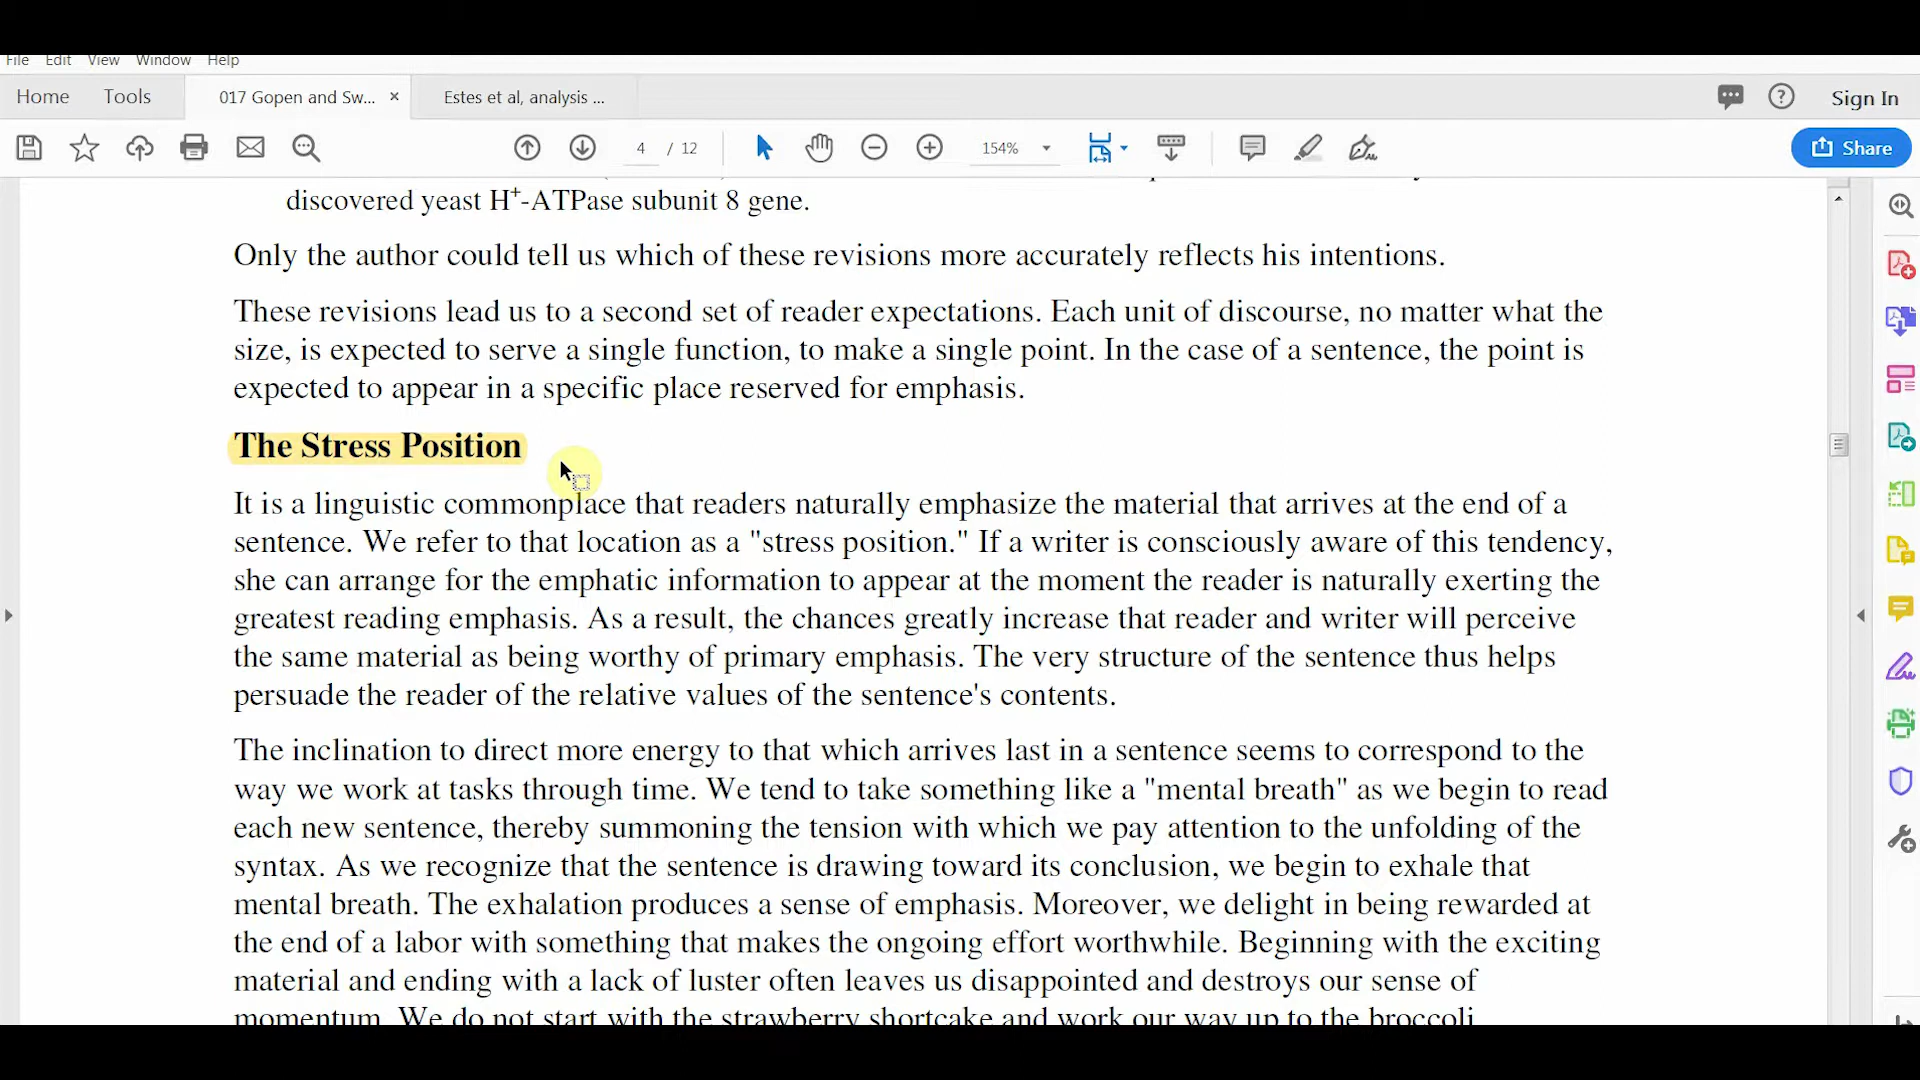 File Edit View Window Help
Home Tools 017 Gopen and Sw... × Estes et al, analysis ... Sign In
4 / 12 154% Share
discovered yeast H+-ATPase subunit 8 gene.
Only the author could tell us which of these revisions more accurately reflects his intentions.
These revisions lead us to a second set of reader expectations. Each unit of discourse, no matter what the
size, is expected to serve a single function, to make a single point. In the case of a sentence, the point is
expected to appear in a specific place reserved for emphasis.
The Stress Position
It is a linguistic commonplace that readers naturally emphasize the material that arrives at the end of a
sentence. We refer to that location as a "stress position." If a writer is consciously aware of this tendency,
she can arrange for the emphatic information to appear at the moment the reader is naturally exerting the
greatest reading emphasis. As a result, the chances greatly increase that reader and writer will perceive
the same material as being worthy of primary emphasis. The very structure of the sentence thus helps
persuade the reader of the relative values of the sentence's contents.
The inclination to direct more energy to that which arrives last in a sentence seems to correspond to the
way we work at tasks through time. We tend to take something like a "mental breath" as we begin to read
each new sentence, thereby summoning the tension with which we pay attention to the unfolding of the
syntax. As we recognize that the sentence is drawing toward its conclusion, we begin to exhale that
mental breath. The exhalation produces a sense of emphasis. Moreover, we delight in being rewarded at
the end of a labor with something that makes the ongoing effort worthwhile. Beginning with the exciting
material and ending with a lack of luster often leaves us disappointed and destroys our sense of
momentum. We do not start with the strawberry shortcake and work our way up to the broccoli.